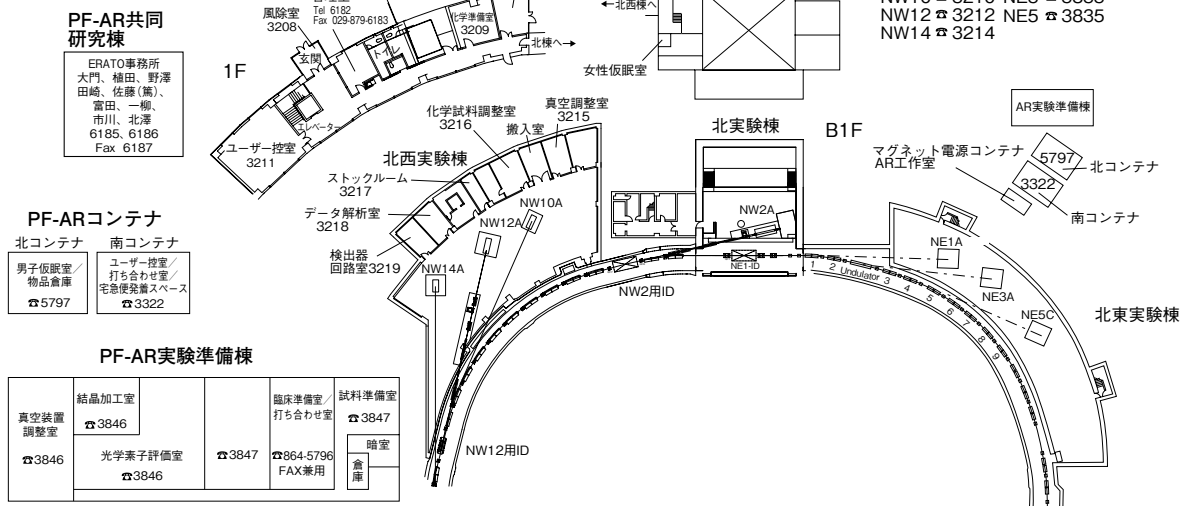 PF-AR共同
研究棟
ERATO事務所
大門、植田、野澤
田崎、佐藤(篤)、
富田、一柳、
市川、北澤
6185、6186
Fax 6187
1F
風除室
3208
Tel 6182
Fax 029-879-6183
玄関
トイレ
化学準備室
3209
北棟へ→
エレベーター
ユーザー控室
3211
←北西棟へ
女性仮眠室
NW12 ☎ 3212 NE5 ☎ 3835
NW14 ☎ 3214
PF-ARコンテナ
北コンテナ
男子仮眠室/
物品倉庫
☎5797
南コンテナ
ユーザー控室/
打ち合わせ室/
宅急便発着スペース
☎3322
北西実験棟
化学試料調整室
3216
搬入室
真空調整室
3215
ストックルーム
3217
データ解析室
3218
検出器
回路室3219
NW10A
NW12A
NW14A
北実験棟
B1F
NW2A
NE1-ID
NW2用ID
NW12用ID
1
2
Undulator
3
4
5
6
7
8
9
NE1A
NE3A
NE5C
北東実験棟
AR実験準備棟
マグネット電源コンテナ
AR工作室
5797
北コンテナ
3322
南コンテナ
PF-AR実験準備棟
真空装置
調整室
☎3846
結晶加工室
☎3846
光学素子評価室
☎3846
☎3847
臨床準備室/
打ち合わせ室
☎864-5796
FAX兼用
試料準備室
☎3847
暗室
倉庫